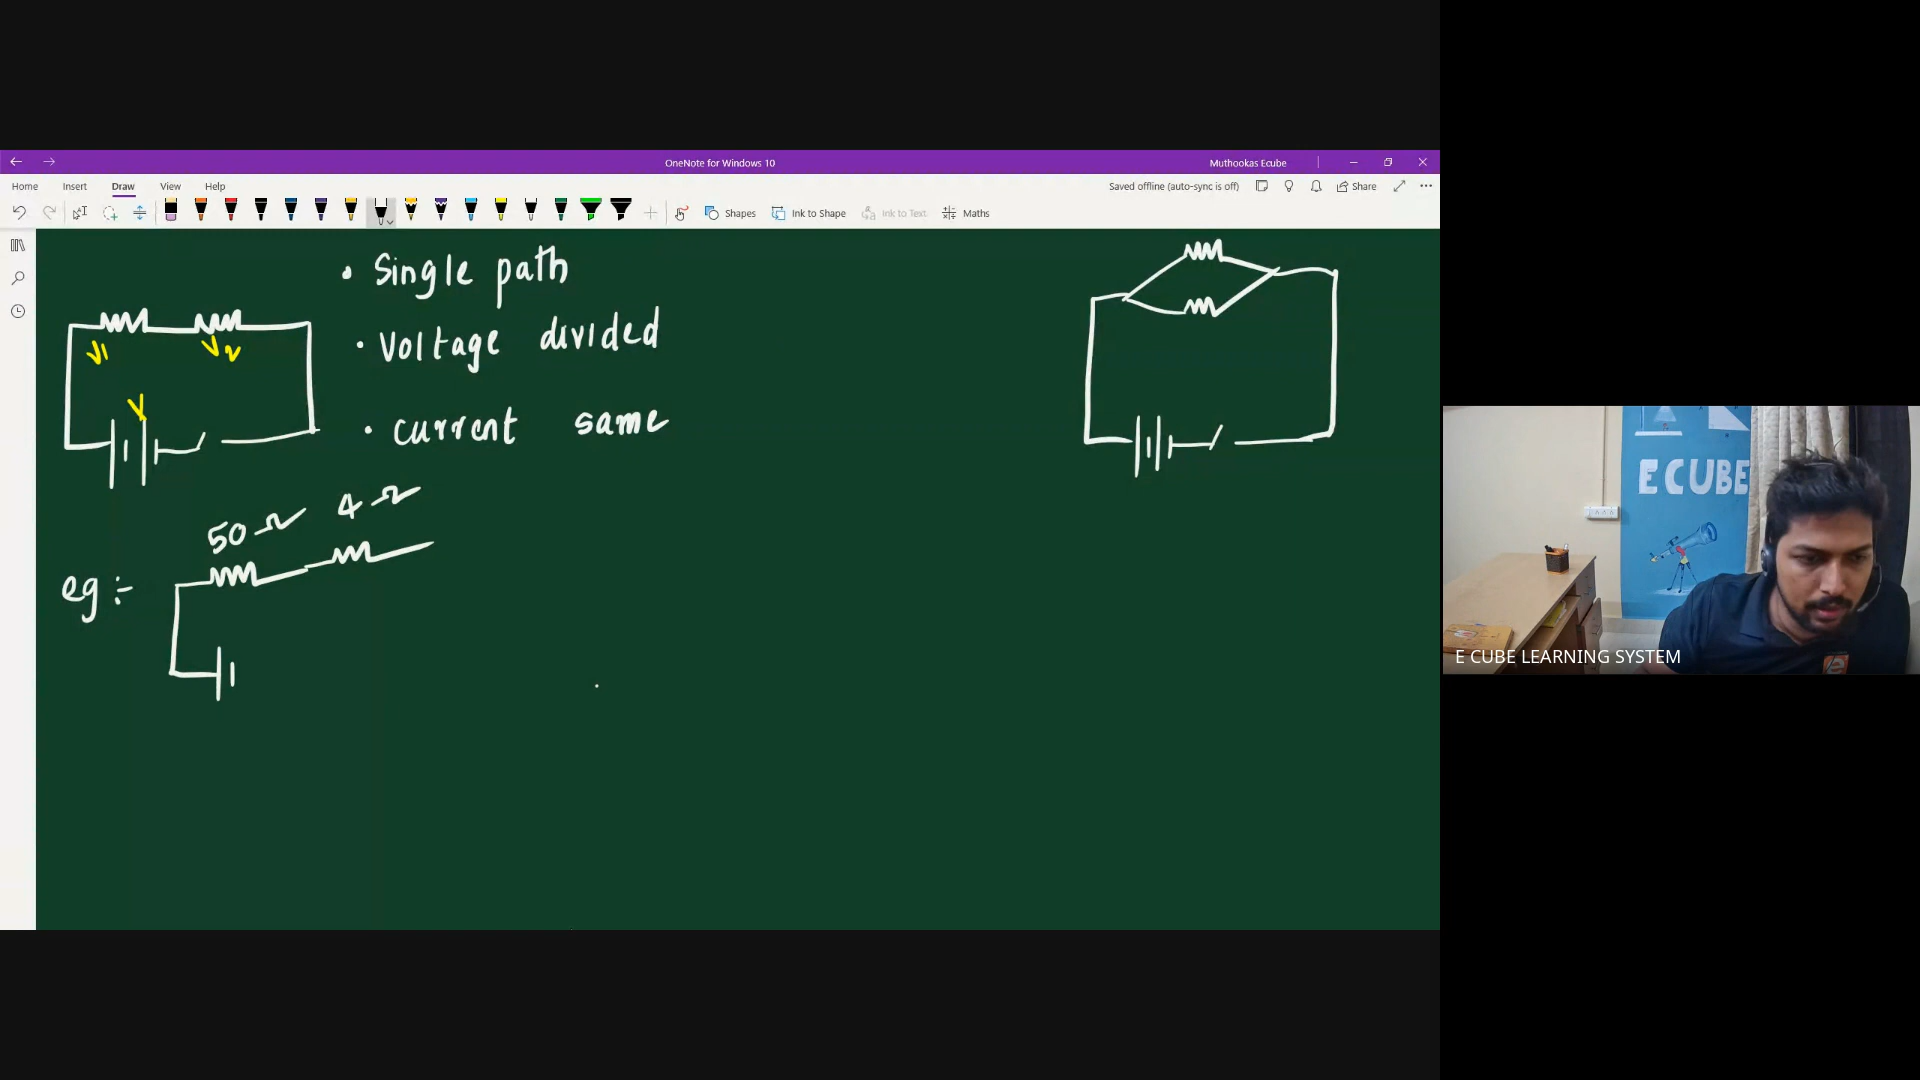 OneNote for Windows 10
Muthookas Ecube
Home Insert Draw View Help
Saved offline (auto-sync is off)
Share
Shapes
Ink to Shape
Ink to Text
Maths
• Single path
• Voltage divided
• current same
V1 V2
V
50 Ω 4 Ω
eg :-
E CUBE
E CUBE LEARNING SYSTEM